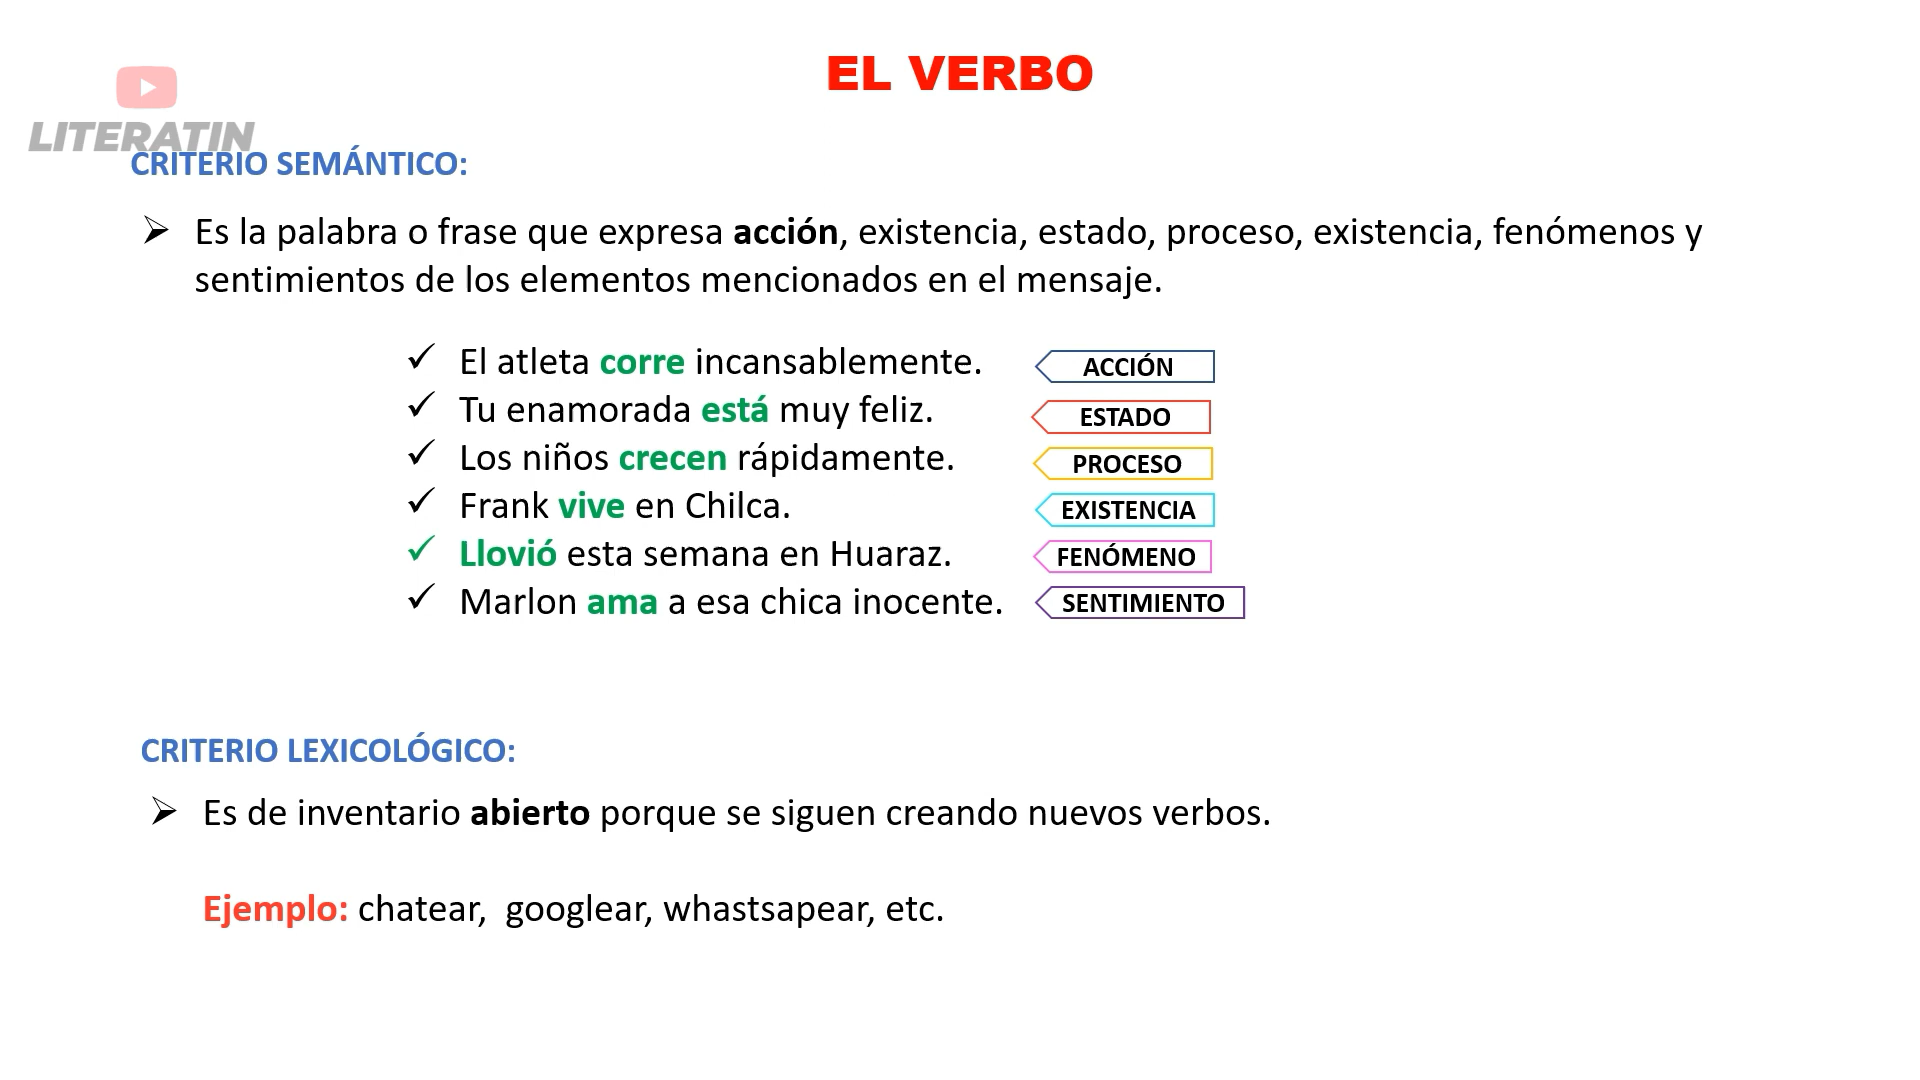 EL VERBO
LITERATIN
CRITERIO SEMÁNTICO:
Es la palabra o frase que expresa acción, existencia, estado, proceso, existencia, fenómenos y
sentimientos de los elementos mencionados en el mensaje.
El atleta corre incansablemente. ACCIÓN
Tu enamorada está muy feliz. ESTADO
Los niños crecen rápidamente. PROCESO
Frank vive en Chilca. EXISTENCIA
Llovió esta semana en Huaraz. FENÓMENO
Marlon ama a esa chica inocente. SENTIMIENTO
CRITERIO LEXICOLÓGICO:
Es de inventario abierto porque se siguen creando nuevos verbos.
Ejemplo: chatear, googlear, whastsapear, etc.